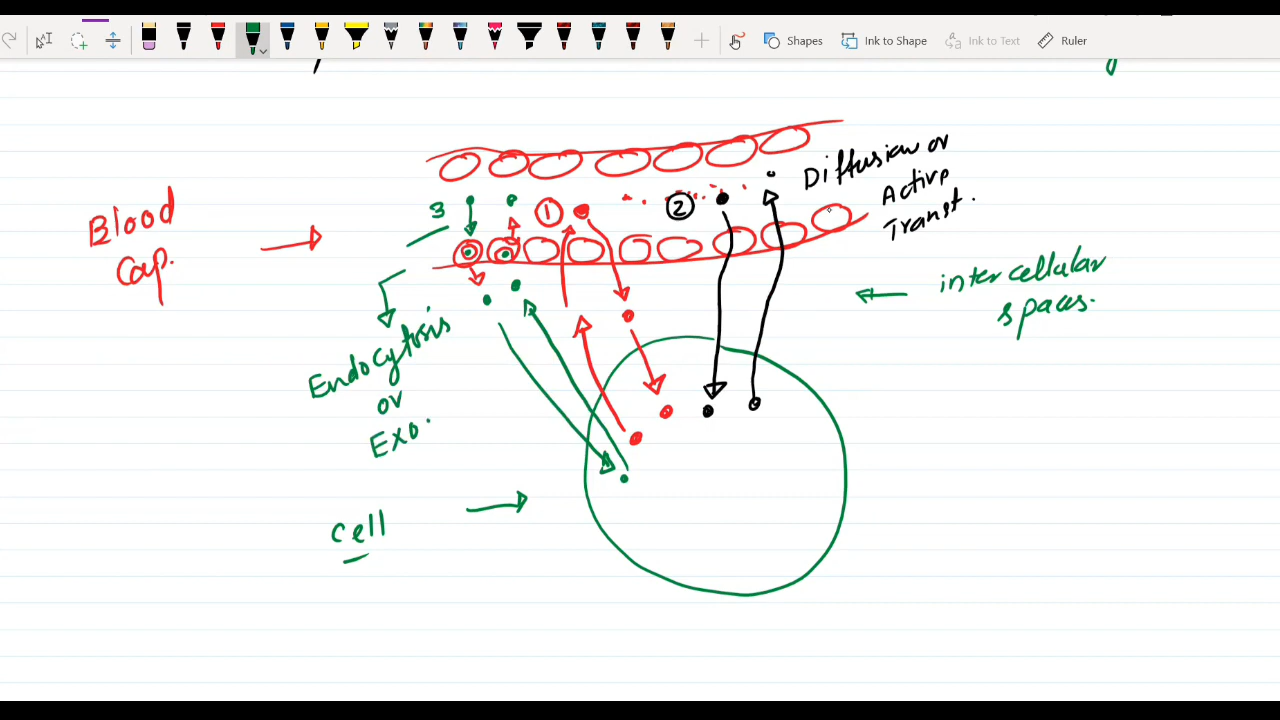 Shapes
Ink to Shape
Ink to Text
Ruler
Blood
Cap.
3
1
2
Diffusion or
Active
Transt.
intercellular
spaces.
Endocytosis
or
Exo.
Cell